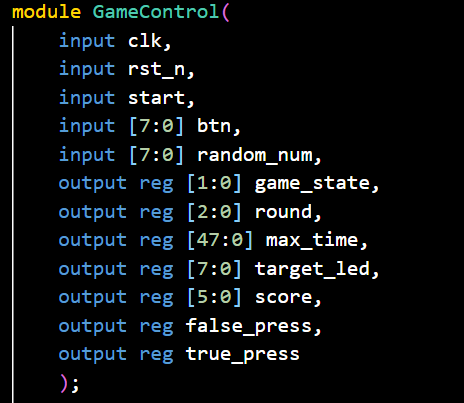 module GameControl(
    input clk,
    input rst_n,
    input start,
    input [7:0] btn,
    input [7:0] random_num,
    output reg [1:0] game_state,
    output reg [2:0] round,
    output reg [47:0] max_time,
    output reg [7:0] target_led,
    output reg [5:0] score,
    output reg false_press,
    output reg true_press
    );